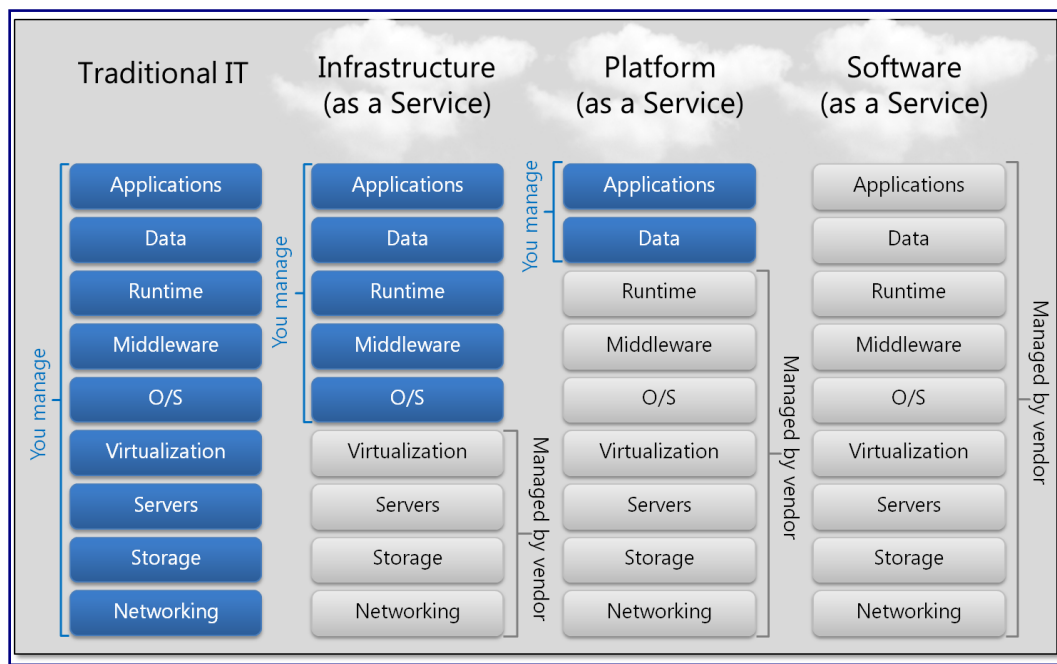 Traditional IT
You manage
Applications
Data
Runtime
Middleware
O/S
Virtualization
Servers
Storage
Networking
Infrastructure
(as a Service)
You manage
Applications
Data
Runtime
Middleware
O/S
Virtualization
Servers
Storage
Networking
Managed by vendor
Platform
(as a Service)
You manage
Applications
Data
Runtime
Middleware
O/S
Virtualization
Servers
Storage
Networking
Managed by vendor
Software
(as a Service)
Applications
Data
Runtime
Middleware
O/S
Virtualization
Servers
Storage
Networking
Managed by vendor